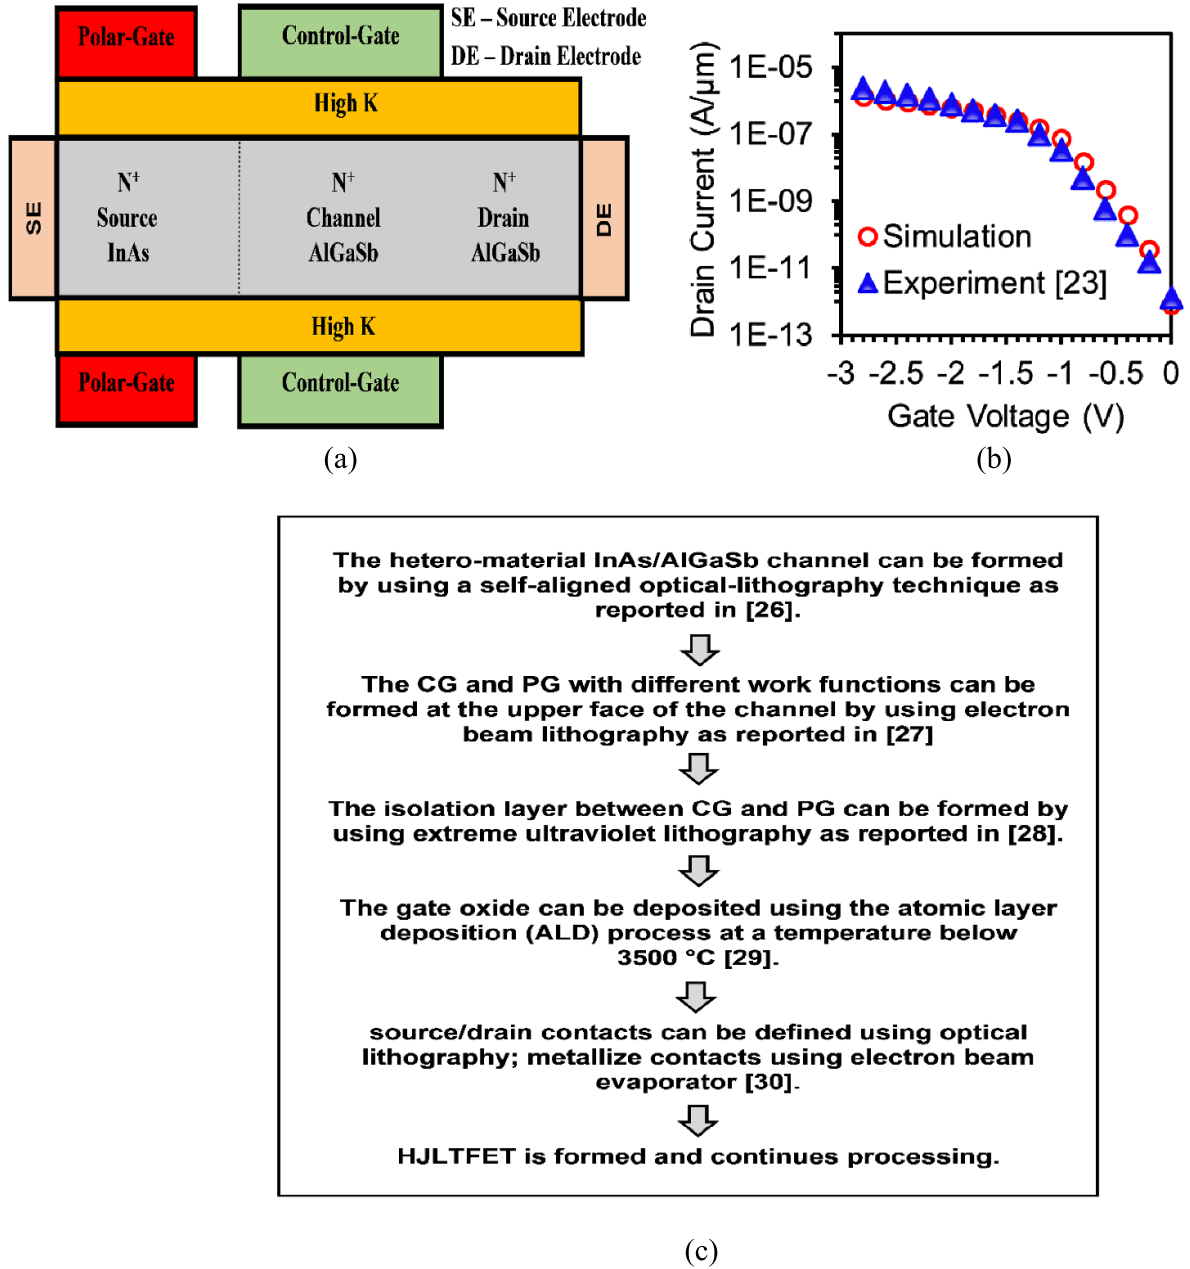 Polar-Gate
Control-Gate
SE – Source Electrode
DE – Drain Electrode
High K
SE
N+
Source
InAs
N+
Channel
AlGaSb
N+
Drain
AlGaSb
DE
High K
Polar-Gate
Control-Gate
(a)
Drain Current (A/μm)
1E-05
1E-07
1E-09
1E-11
1E-13
Simulation
Experiment [23]
-3 -2.5 -2 -1.5 -1 -0.5 0
Gate Voltage (V)
(b)
The hetero-material InAs/AlGaSb channel can be formed
by using a self-aligned optical-lithography technique as
reported in [26].
The CG and PG with different work functions can be
formed at the upper face of the channel by using electron
beam lithography as reported in [27]
The isolation layer between CG and PG can be formed by
using extreme ultraviolet lithography as reported in [28].
The gate oxide can be deposited using the atomic layer
deposition (ALD) process at a temperature below
3500 °C [29].
source/drain contacts can be defined using optical
lithography; metallize contacts using electron beam
evaporator [30].
HJLTFET is formed and continues processing.
(c)